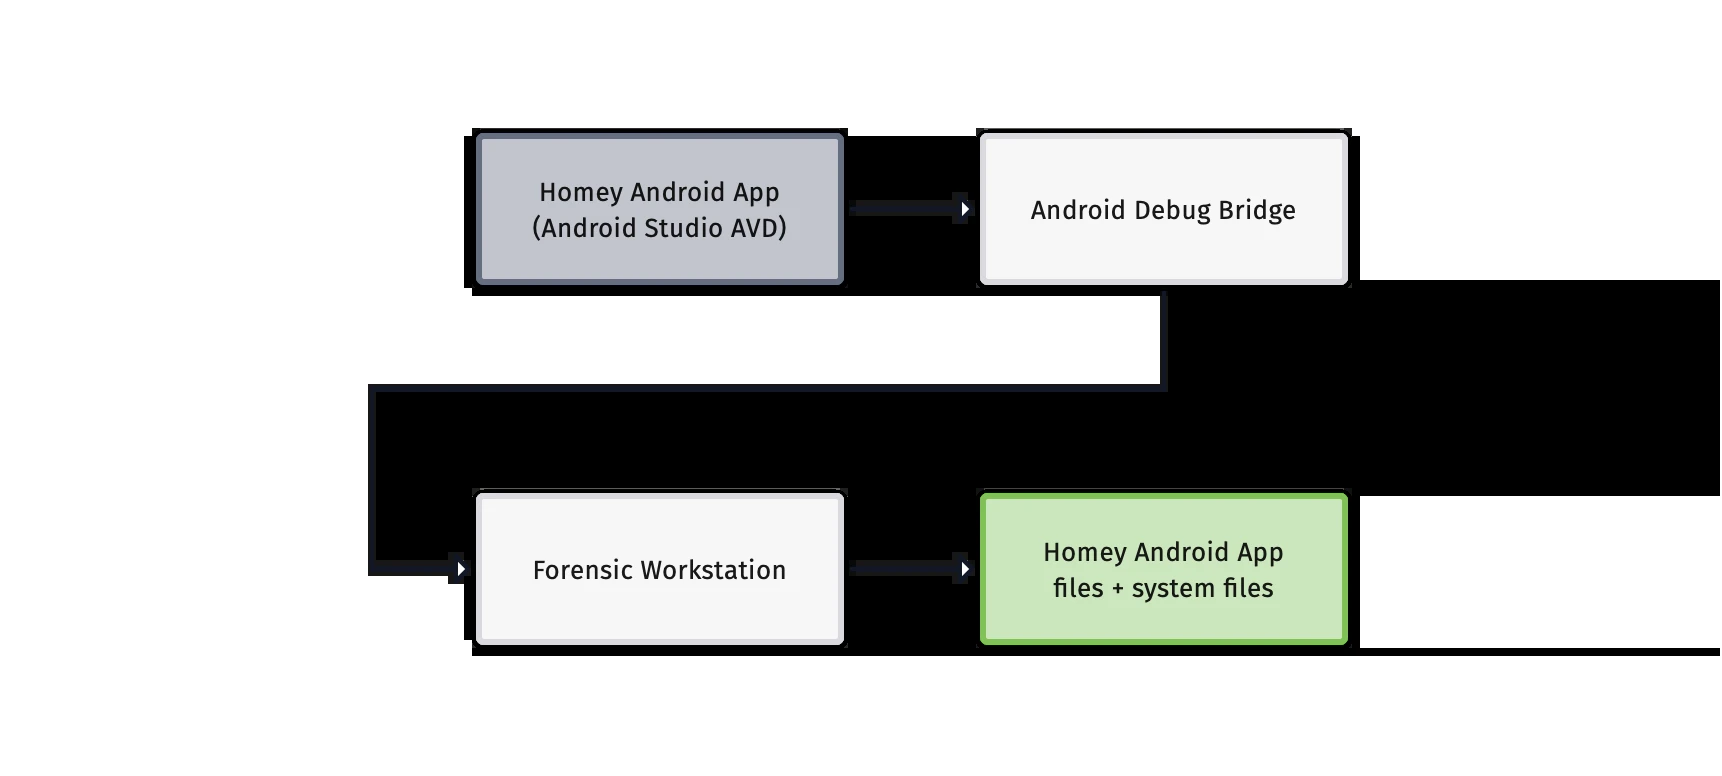 Homey Android App
(Android Studio AVD)
Android Debug Bridge
Forensic Workstation
Homey Android App
files + system files